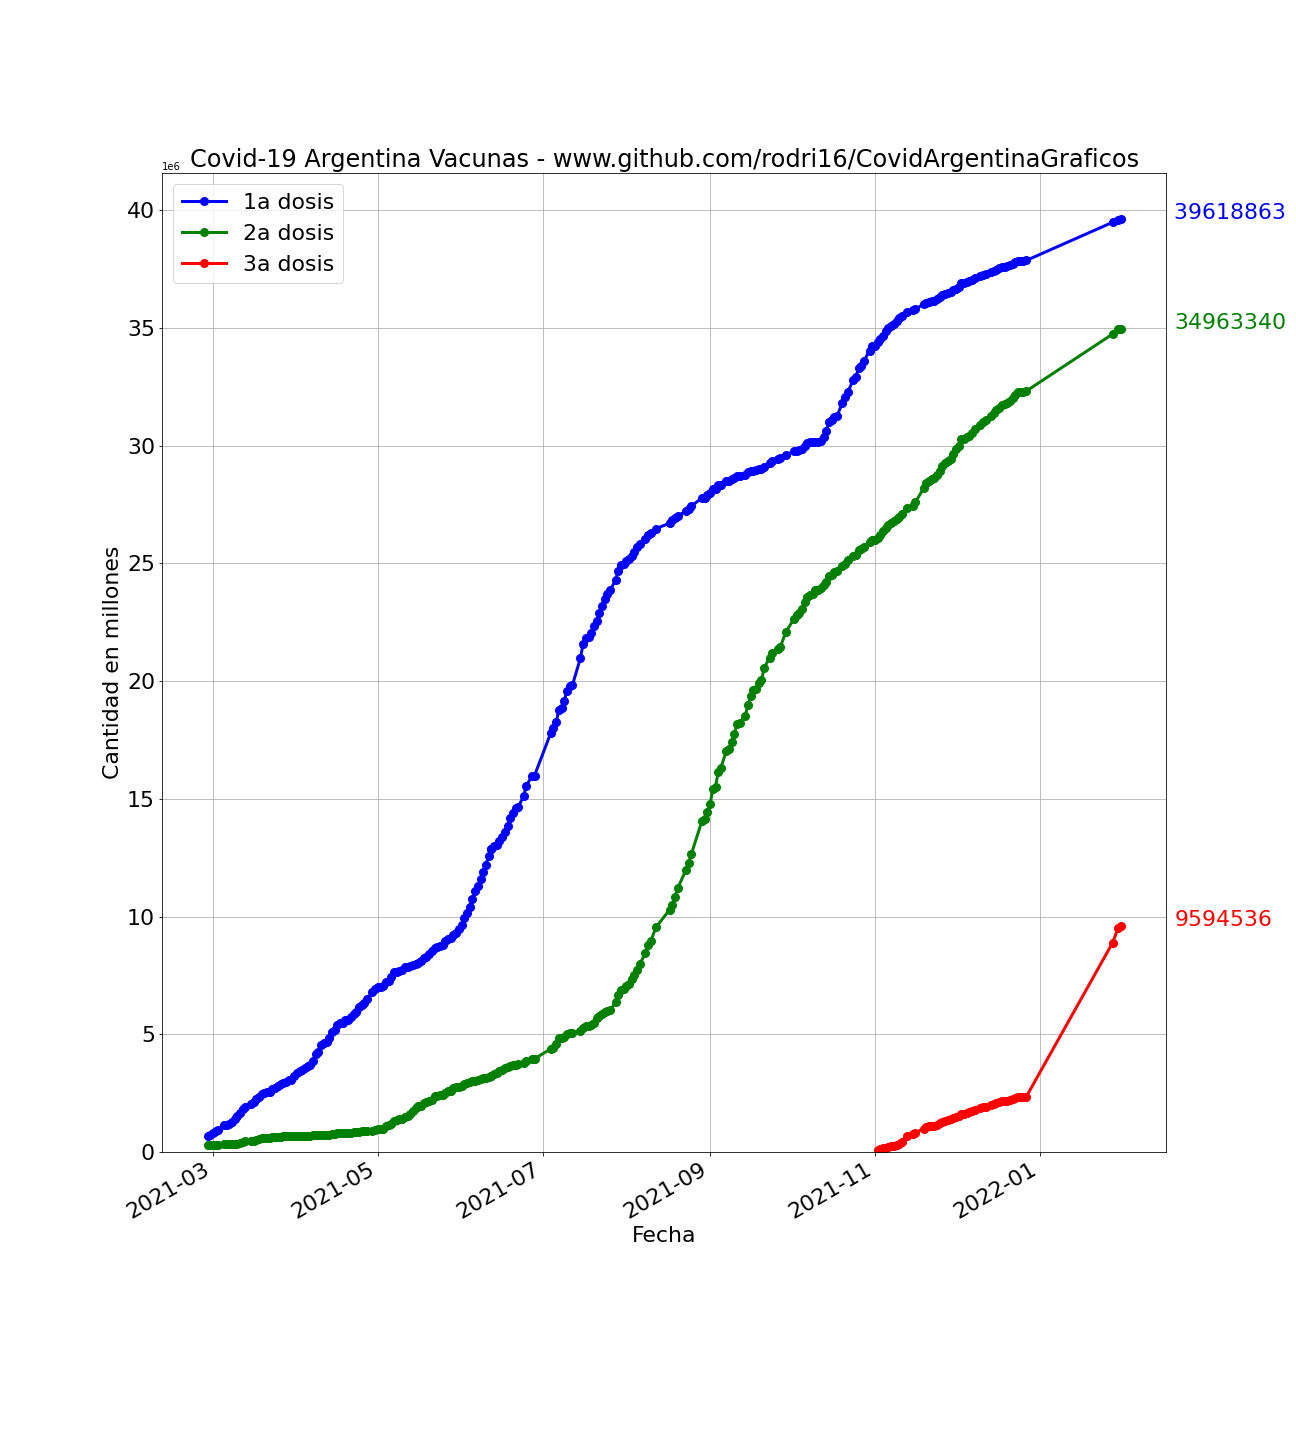 Covid-19 Argentina Vacunas - www.github.com/rodri16/CovidArgentinaGraficos
1e6
1a dosis
2a dosis
3a dosis
40
35
30
25
20
15
10
5
0
Cantidad en millones
39618863
34963340
9594536
2021-03
2021-05
2021-07
2021-09
2021-11
2022-01
Fecha